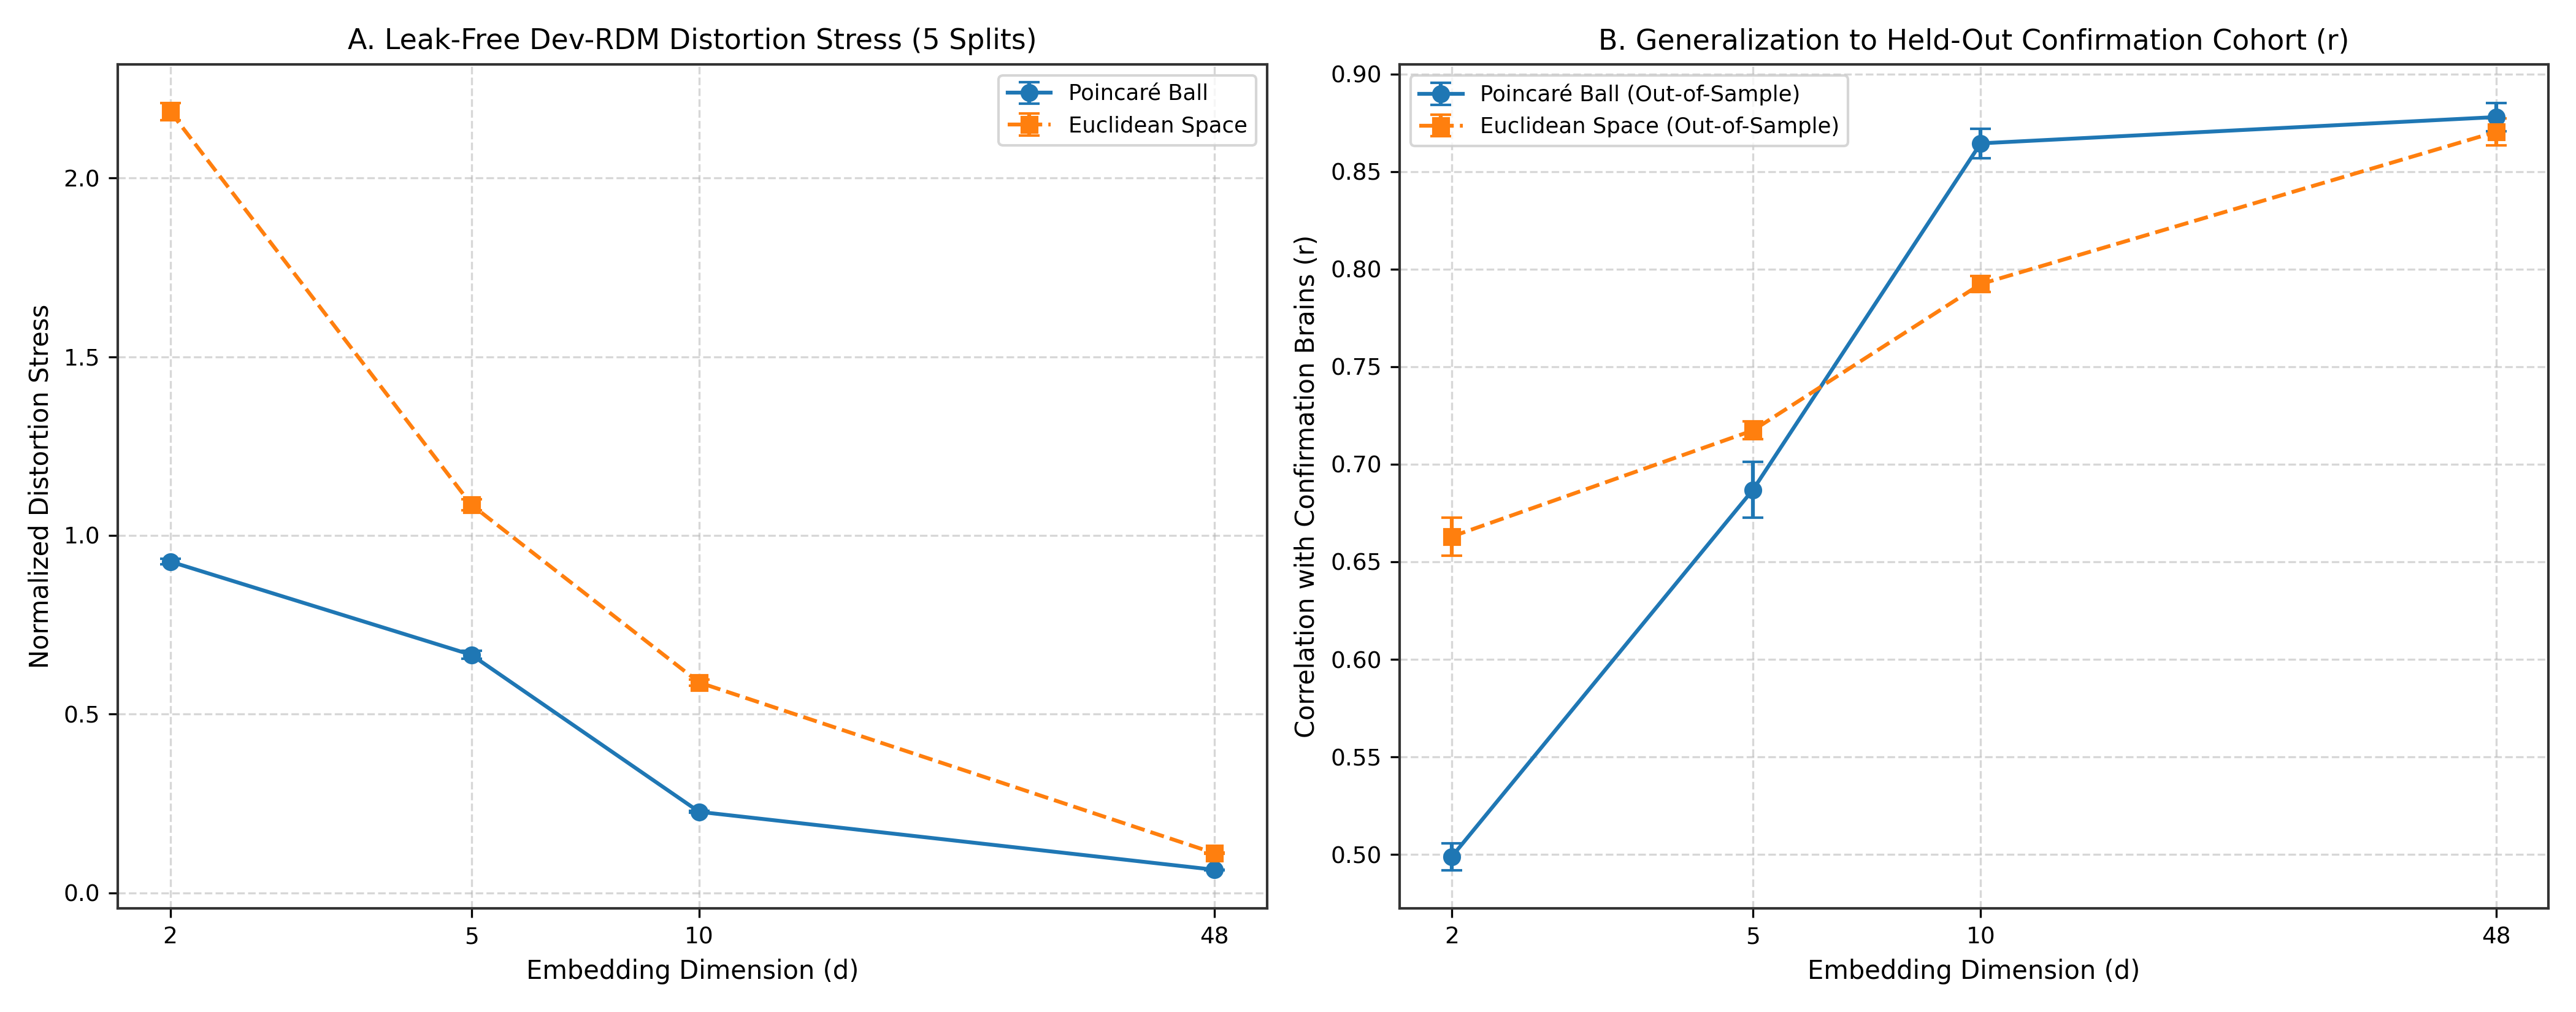 A. Leak-Free Dev-RDM Distortion Stress (5 Splits)
Poincaré Ball
Euclidean Space
Normalized Distortion Stress
2.0
1.5
1.0
0.5
0.0
2 5 10 48
Embedding Dimension (d)
B. Generalization to Held-Out Confirmation Cohort (r)
Poincaré Ball (Out-of-Sample)
Euclidean Space (Out-of-Sample)
Correlation with Confirmation Brains (r)
0.90
0.85
0.80
0.75
0.70
0.65
0.60
0.55
0.50
2 5 10 48
Embedding Dimension (d)